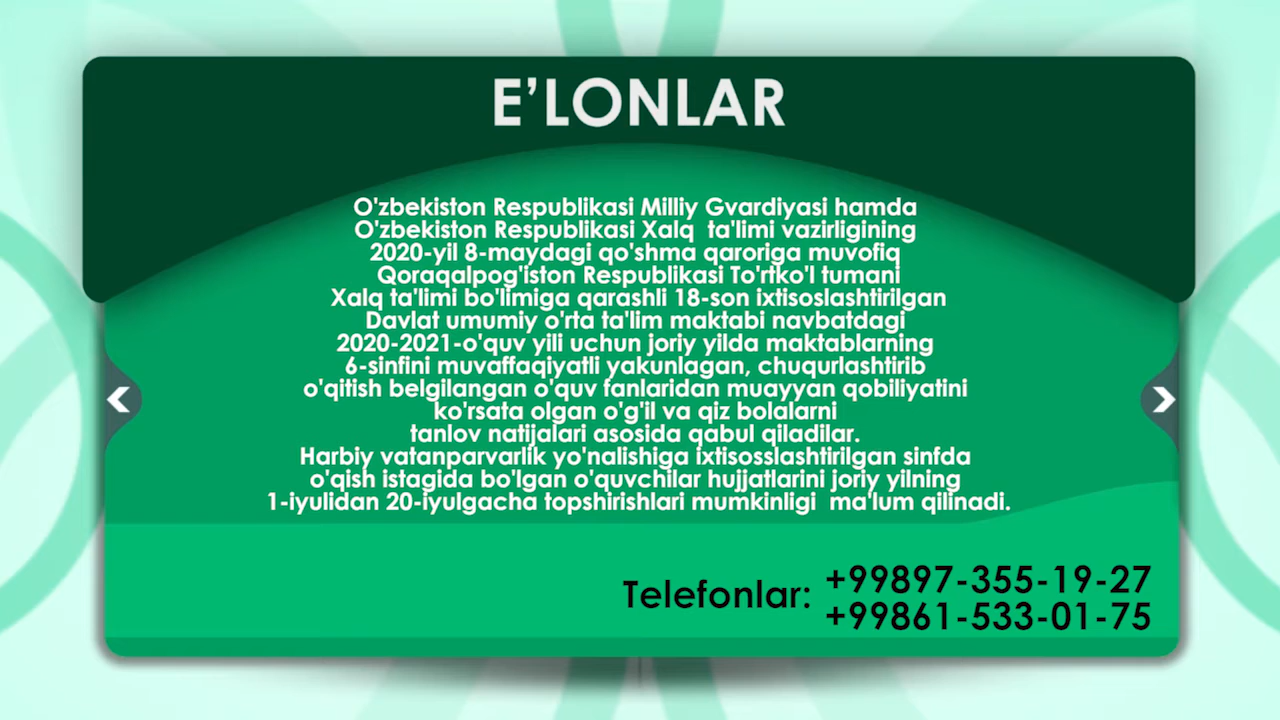 E’LONLAR
O'zbekiston Respublikasi Milliy Gvardiyasi hamda
O'zbekiston Respublikasi Xalq ta'limi vazirligining
2020-yil 8-maydagi qo'shma qaroriga muvofiq
Qoraqalpog'iston Respublikasi To'rtko'l tumani
Xalq ta'limi bo'limiga qarashli 18-son ixtisoslashtirilgan
Davlat umumiy o'rta ta'lim maktabi navbatdagi
2020-2021-o'quv yili uchun joriy yilda maktablarning
6-sinfini muvaffaqiyatli yakunlagan, chuqurlashtirib
o'qitish belgilangan o'quv fanlaridan muayyan qobiliyatini
ko'rsata olgan o'g'il va qiz bolalarni
tanlov natijalari asosida qabul qiladilar.
Harbiy vatanparvarlik yo'nalishiga ixtisosslashtirilgan sinfda
o'qish istagida bo'lgan o'quvchilar hujjatlarini joriy yilning
1-iyulidan 20-iyulgacha topshirishlari mumkinligi ma'lum qilinadi.
Telefonlar: +99897-355-19-27
+99861-533-01-75